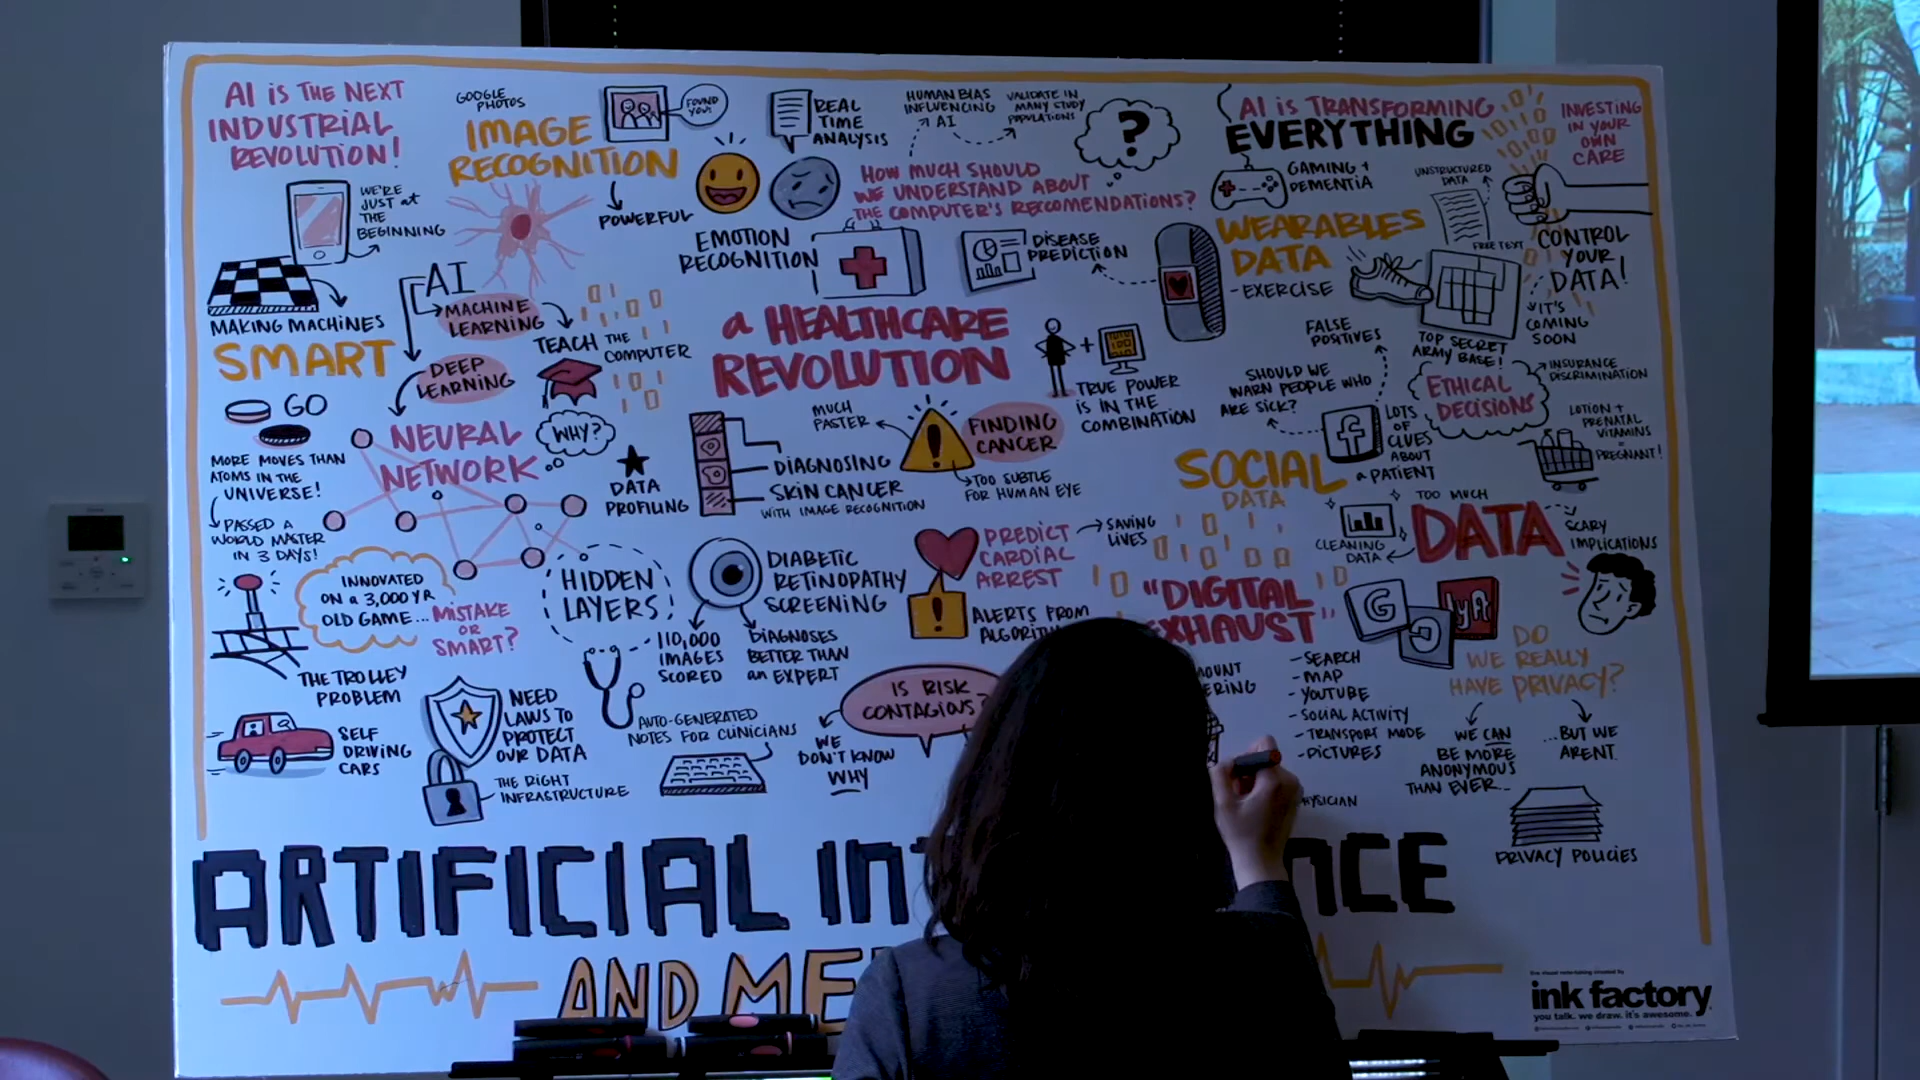 AI is THE NEXT
INDUSTRIAL
REVOLUTION!
WE'RE
JUST at
THE
BEGINNING
MAKING MACHINES
SMART
GO
MORE MOVES THAN
ATOMS IN THE
UNIVERSE!
PASSED A
WORLD MASTER
IN 3 DAYS!
INNOVATED
ON a 3,000 YR
OLD GAME...
MISTAKE
OR
SMART?
THE TROLLEY
PROBLEM
SELF
DRIVING
CARS
NEED
LAWS TO
PROTECT
OUR DATA
THE RIGHT
INFRASTRUCTURE
GOOGLE
PHOTOS
IMAGE
RECOGNITION
FOUND
YOU!
POWERFUL
AI
MACHINE
LEARNING
TEACH THE
COMPUTER
DEEP
LEARNING
NEURAL
NETWORK
WHY?
DATA
PROFILING
HIDDEN
LAYERS
REAL
TIME
ANALYSIS
EMOTION
RECOGNITION
HUMAN BIAS
INFLUENCING
AI
VALIDATE IN
MANY STUDY
POPULATIONS
?
HOW MUCH SHOULD
WE UNDERSTAND ABOUT
THE COMPUTER'S RECOMENDATIONS?
DISEASE
PREDICTION
a HEALTHCARE
REVOLUTION
TRUE POWER
IS IN THE
COMBINATION
MUCH
FASTER
FINDING
CANCER
TOO SUBTLE
FOR HUMAN EYE
DIAGNOSING
SKIN CANCER
WITH IMAGE RECOGNITION
DIABETIC
RETINOPATHY
SCREENING
110,000
IMAGES
SCORED
DIAGNOSES
BETTER THAN
an EXPERT
PREDICT
CARDIAC
ARREST
SAVING
LIVES
ALERTS FROM
AUTO-GENERATED
NOTES FOR CLINICIANS
IS RISK
CONTAGIOUS?
WE
DON'T KNOW
WHY
AI is TRANSFORMING
EVERYTHING
GAMING +
DEMENTIA
WEARABLES
DATA
- EXERCISE
UNSTRUCTURED
DATA
FREE TEXT
INVESTING
IN YOUR
OWN
CARE
CONTROL
YOUR
DATA!
IT'S
COMING
SOON
TOP SECRET
ARMY BASE!
FALSE
POSITIVES
SHOULD WE
WARN PEOPLE WHO
ARE SICK?
f
LOTS
OF
CLUES
ABOUT
a PATIENT
ETHICAL
DECISIONS
INSURANCE
DISCRIMINATION
LOTION +
PRENATAL
VITAMINS
=
PREGNANT!
SOCIAL
DATA
TOO MUCH
DATA
CLEANING
DATA
SCARY
IMPLICATIONS
"DIGITAL
EXHAUST"
G
lyft
- SEARCH
- MAP
- YOUTUBE
- SOCIAL ACTIVITY
- TRANSPORT MODE
- PICTURES
DO
WE REALLY
HAVE PRIVACY?
WE CAN
BE MORE
ANONYMOUS
THAN EVER...
...BUT WE
ARENT.
PRIVACY POLICIES
ARTIFICIAL
AND
live visual note-taking created by
ink factory
you talk. we draw. it's awesome.